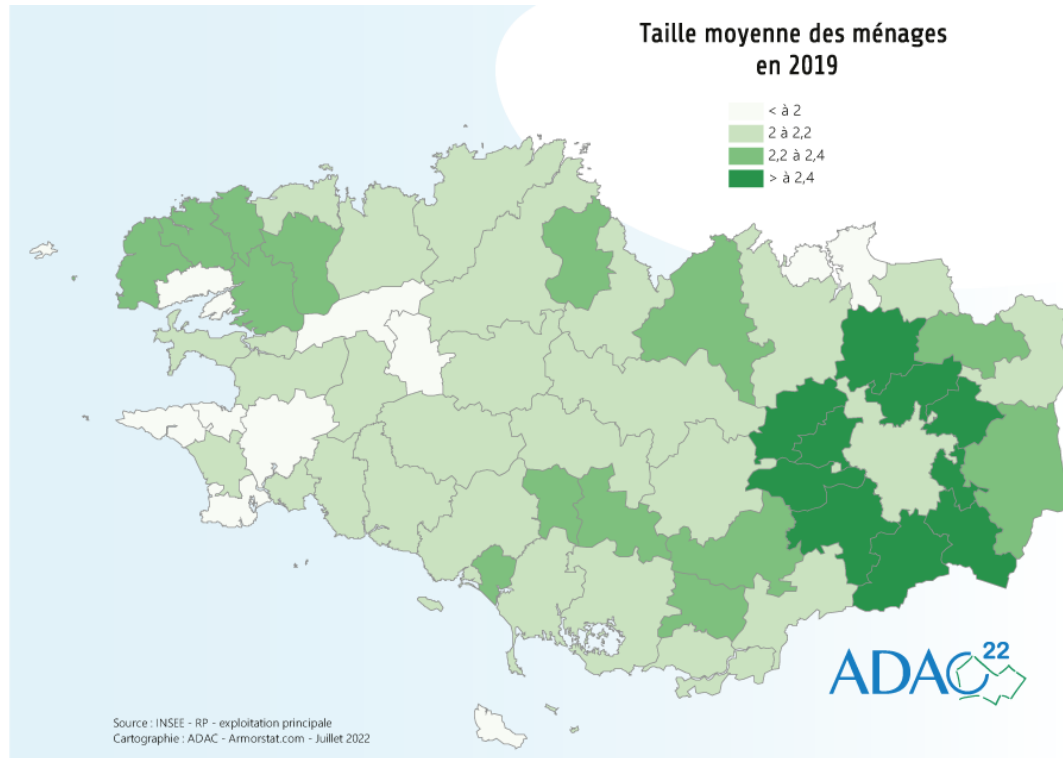 Taille moyenne des ménages
en 2019
< à 2
2 à 2,2
2,2 à 2,4
> à 2,4
ADAC 22
Source : INSEE - RP - exploitation principale
Cartographie : ADAC - Armorstat.com - Juillet 2022